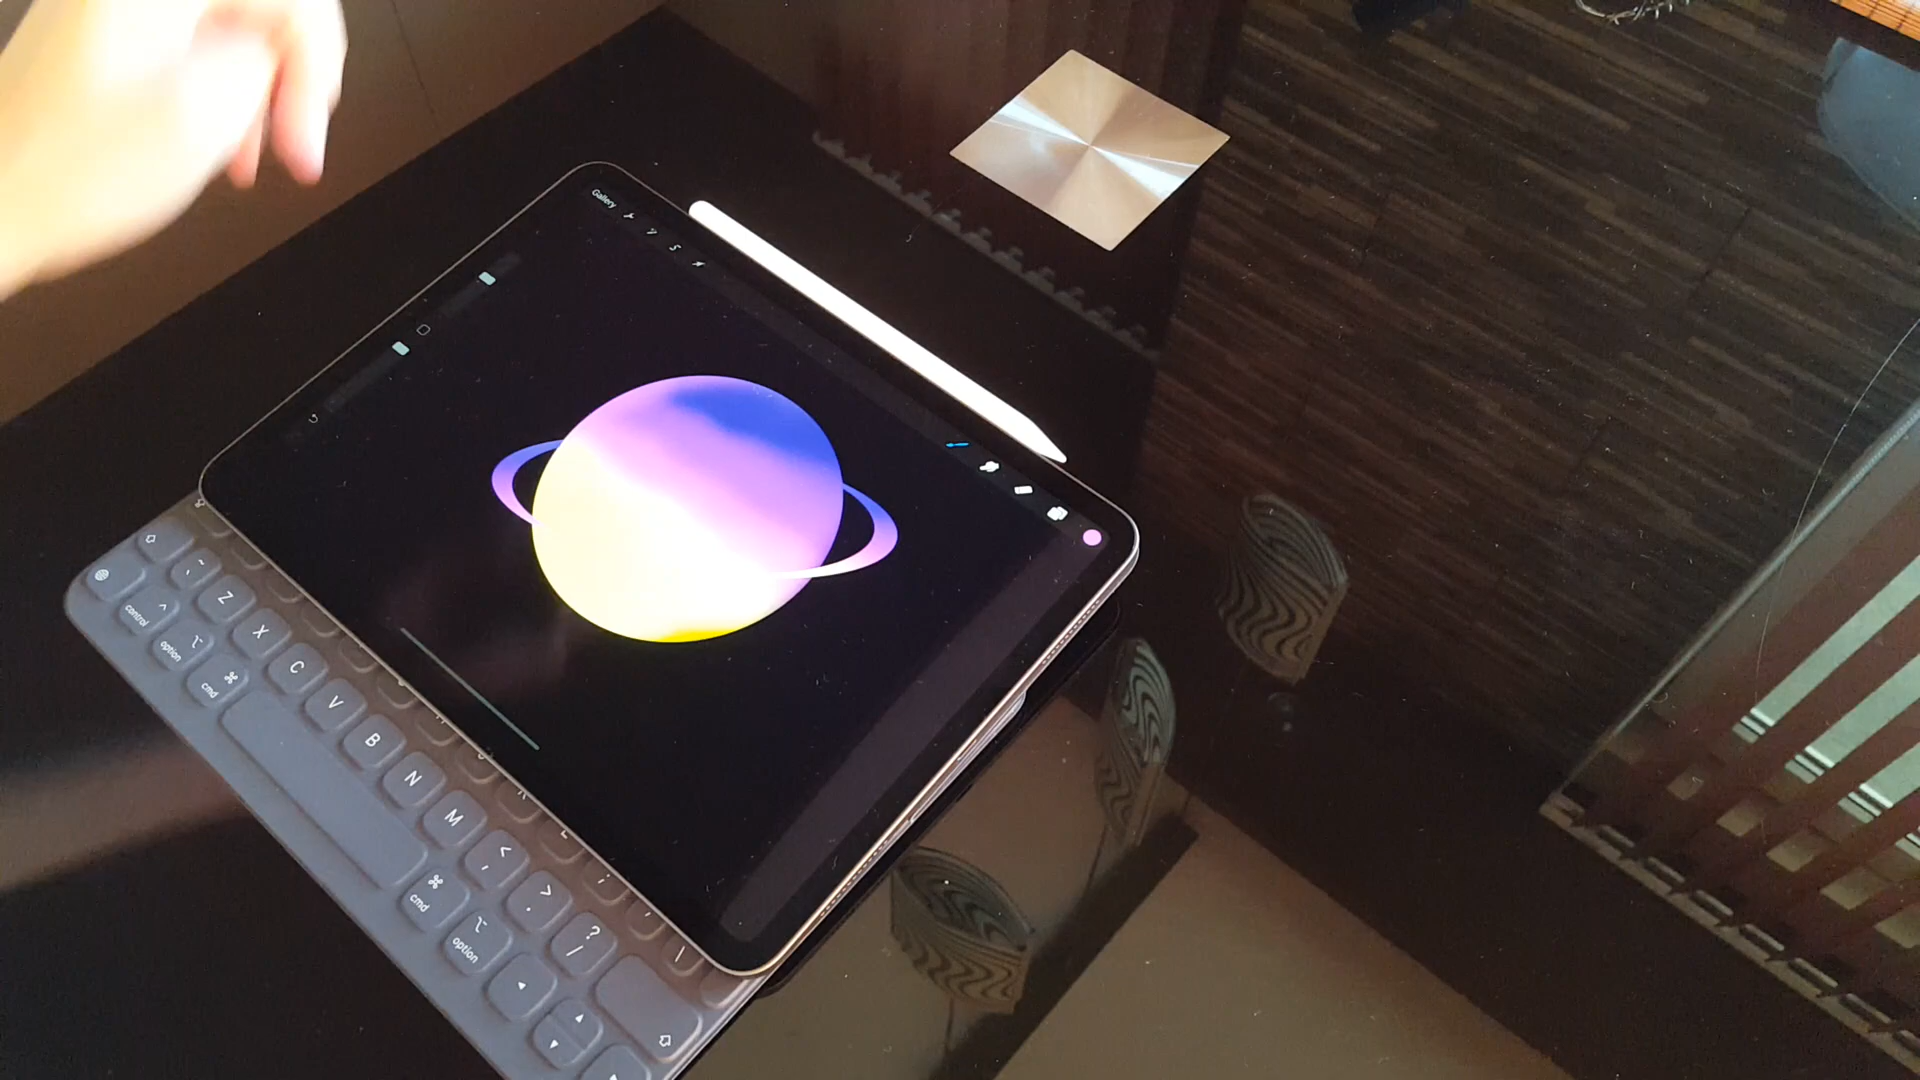 Gallery
~
Z
X
C
V
B
N
M
<
,
>
.
?
/
\
control
option
cmd
cmd
option